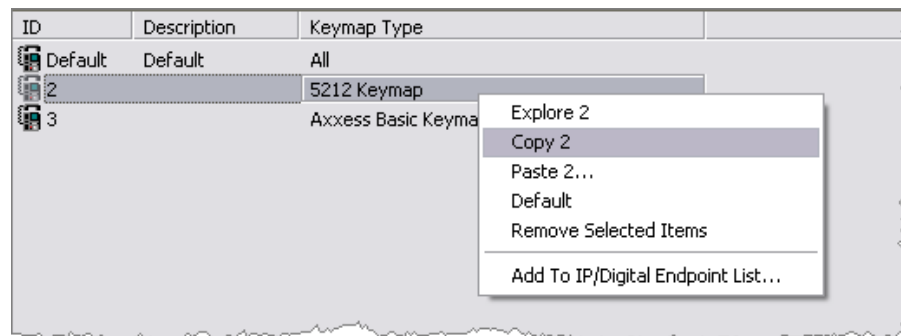 ID Description Keymap Type
Default Default All
2 5212 Keymap
3 Axxess Basic Keyma
Explore 2
Copy 2
Paste 2...
Default
Remove Selected Items
Add To IP/Digital Endpoint List...